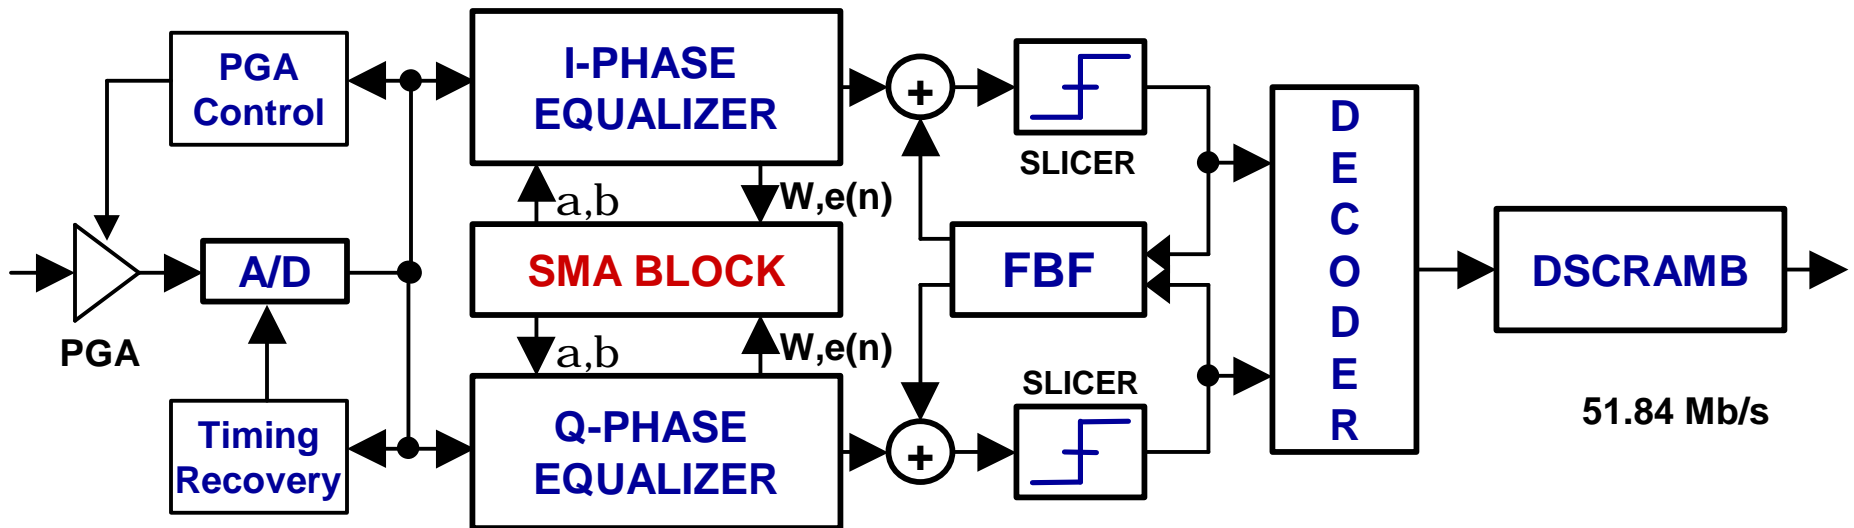 PGA
Control
I-PHASE
EQUALIZER
+
SLICER
a,b
W,e(n)
PGA
A/D
SMA BLOCK
FBF
D
E
C
O
D
E
R
DSCRAMB
51.84 Mb/s
a,b
W,e(n)
SLICER
Timing
Recovery
Q-PHASE
EQUALIZER
+